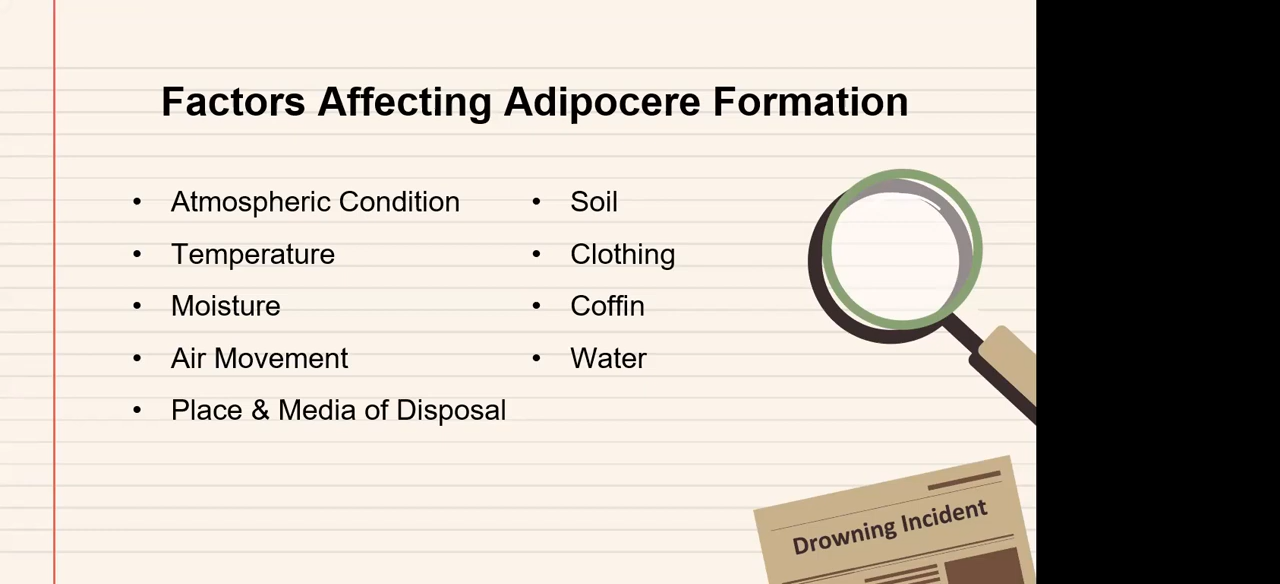 Factors Affecting Adipocere Formation
• Atmospheric Condition
• Temperature
• Moisture
• Air Movement
• Place & Media of Disposal
• Soil
• Clothing
• Coffin
• Water
Drowning Incident